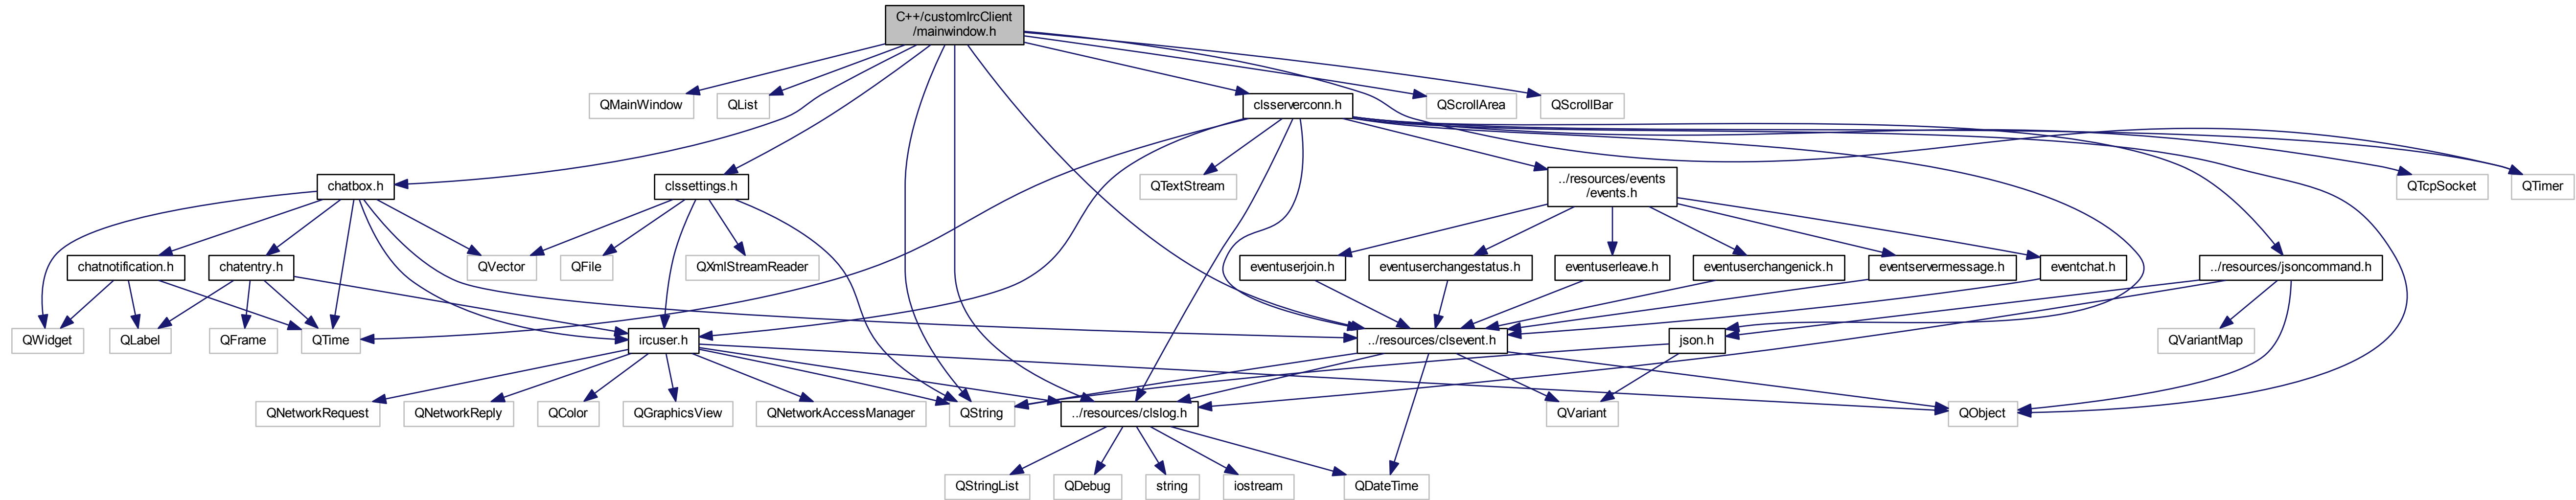 C++/customIrcClient
/mainwindow.h
QMainWindow
QList
clsserverconn.h
QScrollArea
QScrollBar
chatbox.h
clssettings.h
QTextStream
../resources/events
/events.h
QTcpSocket
QTimer
chatnotification.h
chatentry.h
QVector
QFile
QXmlStreamReader
eventuserjoin.h
eventuserchangestatus.h
eventuserleave.h
eventuserchangenick.h
eventservermessage.h
eventchat.h
../resources/jsoncommand.h
QWidget
QLabel
QFrame
QTime
ircuser.h
../resources/clsevent.h
json.h
QVariantMap
QNetworkRequest
QNetworkReply
QColor
QGraphicsView
QNetworkAccessManager
QString
../resources/clslog.h
QVariant
QObject
QStringList
QDebug
string
iostream
QDateTime